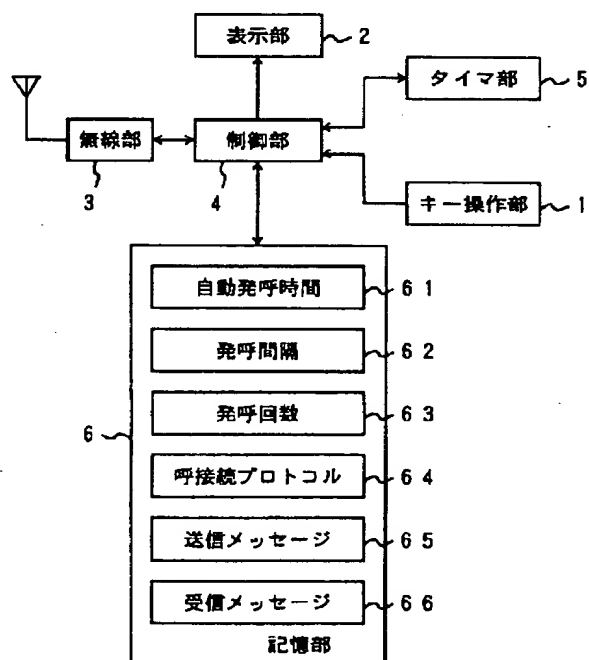 表示部 2
タイマ部 5
無線部
3
制御部
4
キー操作部 1
自動発呼時間 61
発呼間隔 62
発呼回数 63
6
呼接続プロトコル 64
送信メッセージ 65
受信メッセージ 66
記憶部